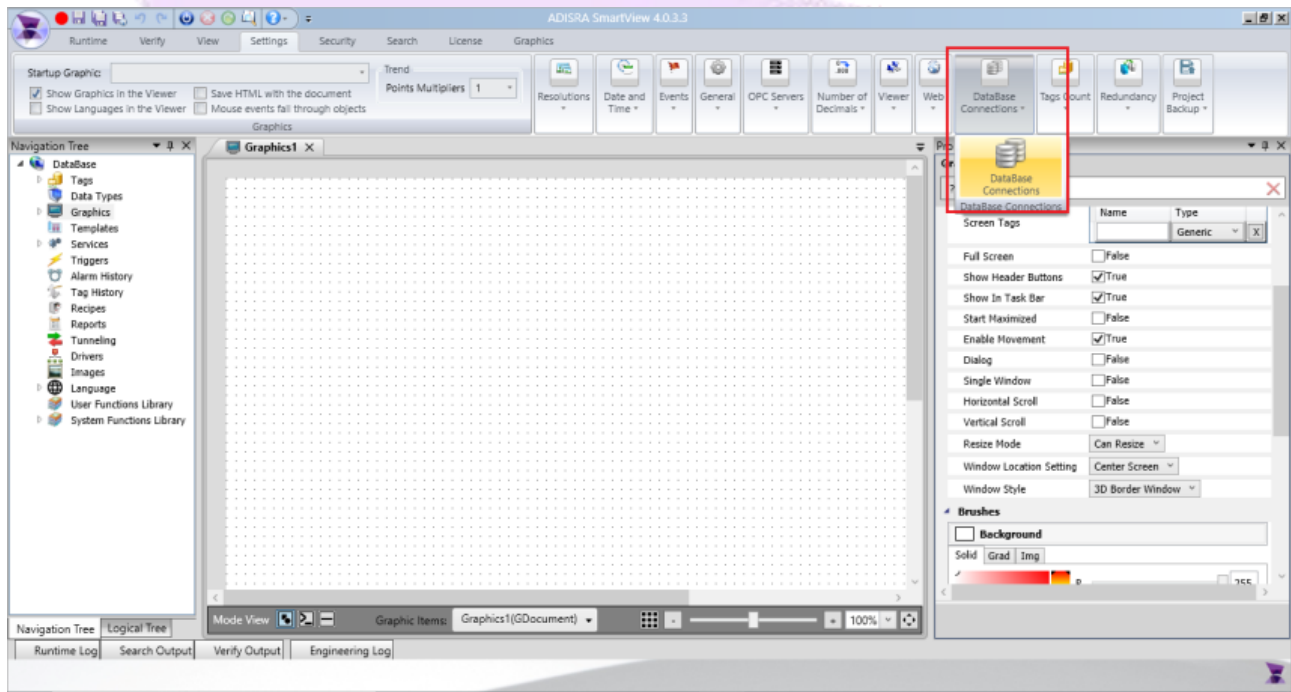 ADISRA SmartView 4.0.3.3
Runtime Verify View Settings Security Search License Graphics
Startup Graphic:
Show Graphics in the Viewer
Save HTML with the document
Show Languages in the Viewer
Mouse events fall through objects
Graphics
Trend
Points Multipliers 1
Resolutions
Date and Time
Events
General
OPC Servers
Number of Decimals
Viewer
Web
DataBase Connections
Tags Count
Redundancy
Project Backup
DataBase Connections
DataBase Connections
Navigation Tree
DataBase
Tags
Data Types
Graphics
Templates
Services
Triggers
Alarm History
Tag History
Recipes
Reports
Tunneling
Drivers
Images
Language
User Functions Library
System Functions Library
Navigation Tree Logical Tree
Graphics1 X
Mode View
Graphic Items: Graphics1(GDocument)
100%
Name Type
Screen Tags
Generic X
Full Screen False
Show Header Buttons True
Show In Task Bar True
Start Maximized False
Enable Movement True
Dialog False
Single Window False
Horizontal Scroll False
Vertical Scroll False
Resize Mode Can Resize
Window Location Setting Center Screen
Window Style 3D Border Window
Brushes
Background
Solid Grad Img
255
Runtime Log Search Output Verify Output Engineering Log